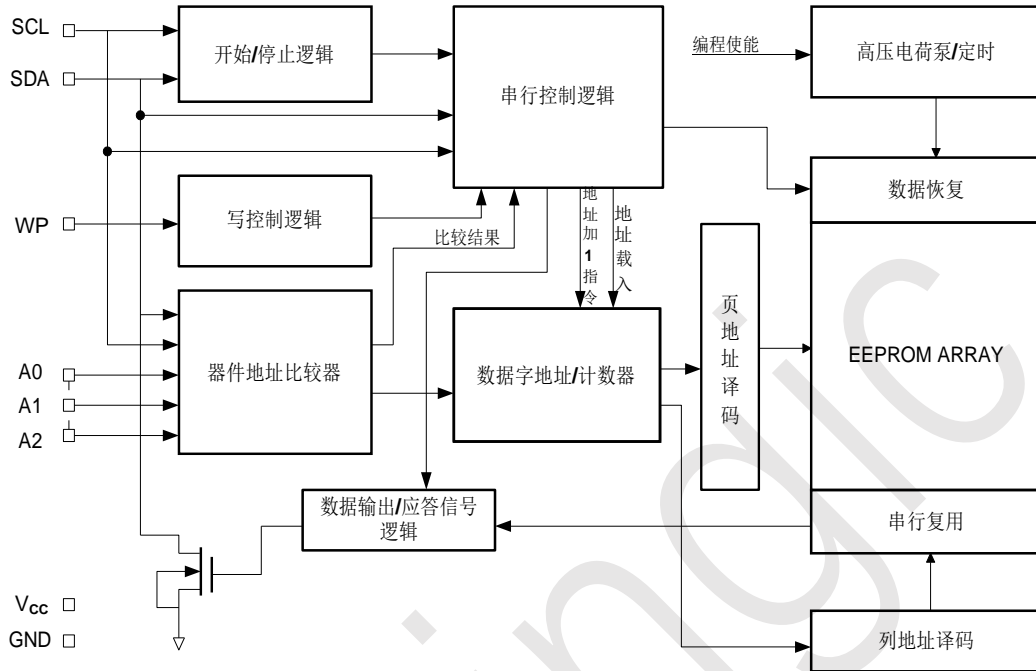 SCL
SDA
WP
A0
A1
A2
Vcc
GND
开始/停止逻辑
串行控制逻辑
编程使能
高压电荷泵/定时
数据恢复
写控制逻辑
比较结果
地址加1指令
地址载入
器件地址比较器
数据字地址/计数器
页地址译码
EEPROM ARRAY
数据输出/应答信号
逻辑
串行复用
列地址译码